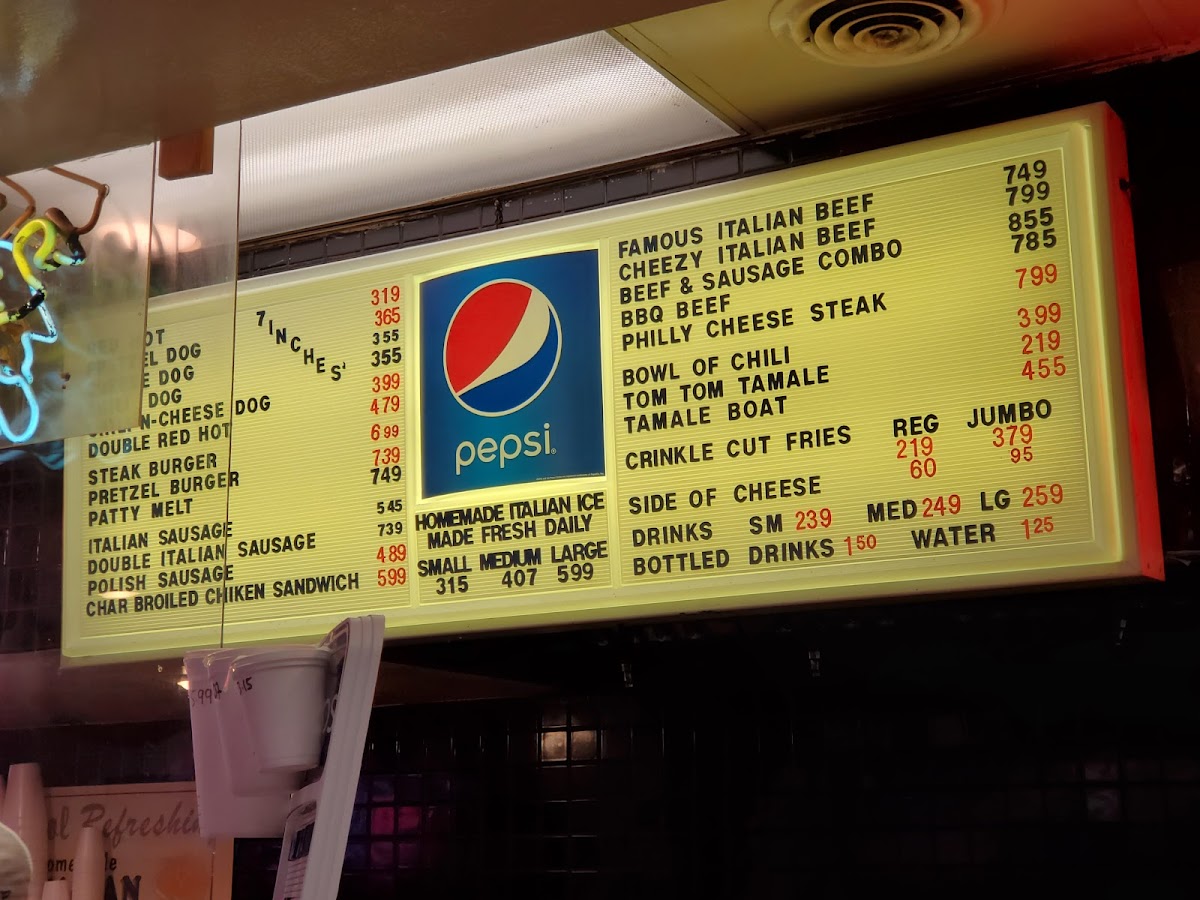 7 INCHES'
319
DOG 365
DOG 355
DOG 355
DOG 399
DOUBLE RED HOT 479
STEAK BURGER 699
PRETZEL BURGER 739
PATTY MELT 749
ITALIAN SAUSAGE 545
DOUBLE ITALIAN SAUSAGE 739
POLISH SAUSAGE 489
CHAR BROILED CHIKEN SANDWICH 599
pepsi
HOMEMADE ITALIAN ICE
MADE FRESH DAILY
SMALL MEDIUM LARGE
315 407 599
FAMOUS ITALIAN BEEF 749
CHEEZY ITALIAN BEEF 799
BEEF & SAUSAGE COMBO 855
BBQ BEEF 785
PHILLY CHEESE STEAK 799
BOWL OF CHILI 399
TOM TOM TAMALE 219
TAMALE BOAT 455
REG JUMBO
CRINKLE CUT FRIES 219 379
SIDE OF CHEESE 60 95
DRINKS SM 239 MED 249 LG 259
BOTTLED DRINKS 150 WATER 125